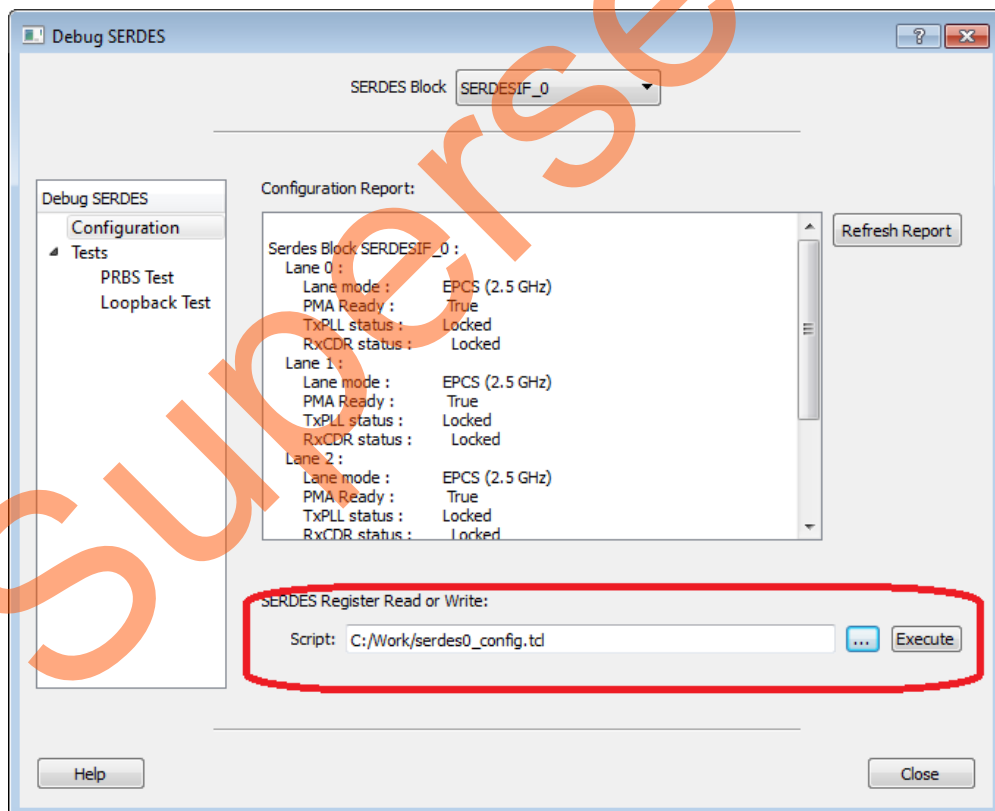 Debug SERDES
SERDES Block SERDESIF_0
Debug SERDES
Configuration
Tests
PRBS Test
Loopback Test
Configuration Report:
Refresh Report
Serdes Block SERDESIF_0 :
Lane 0 :
Lane mode : EPCS (2.5 GHz)
PMA Ready : True
TxPLL status : Locked
RxCDR status : Locked
Lane 1 :
Lane mode : EPCS (2.5 GHz)
PMA Ready : True
TxPLL status : Locked
RxCDR status : Locked
Lane 2 :
Lane mode : EPCS (2.5 GHz)
PMA Ready : True
TxPLL status : Locked
RxCDR status : Locked
SERDES Register Read or Write:
Script: C:/Work/serdes0_config.tcl ... Execute
Help Close
Superse